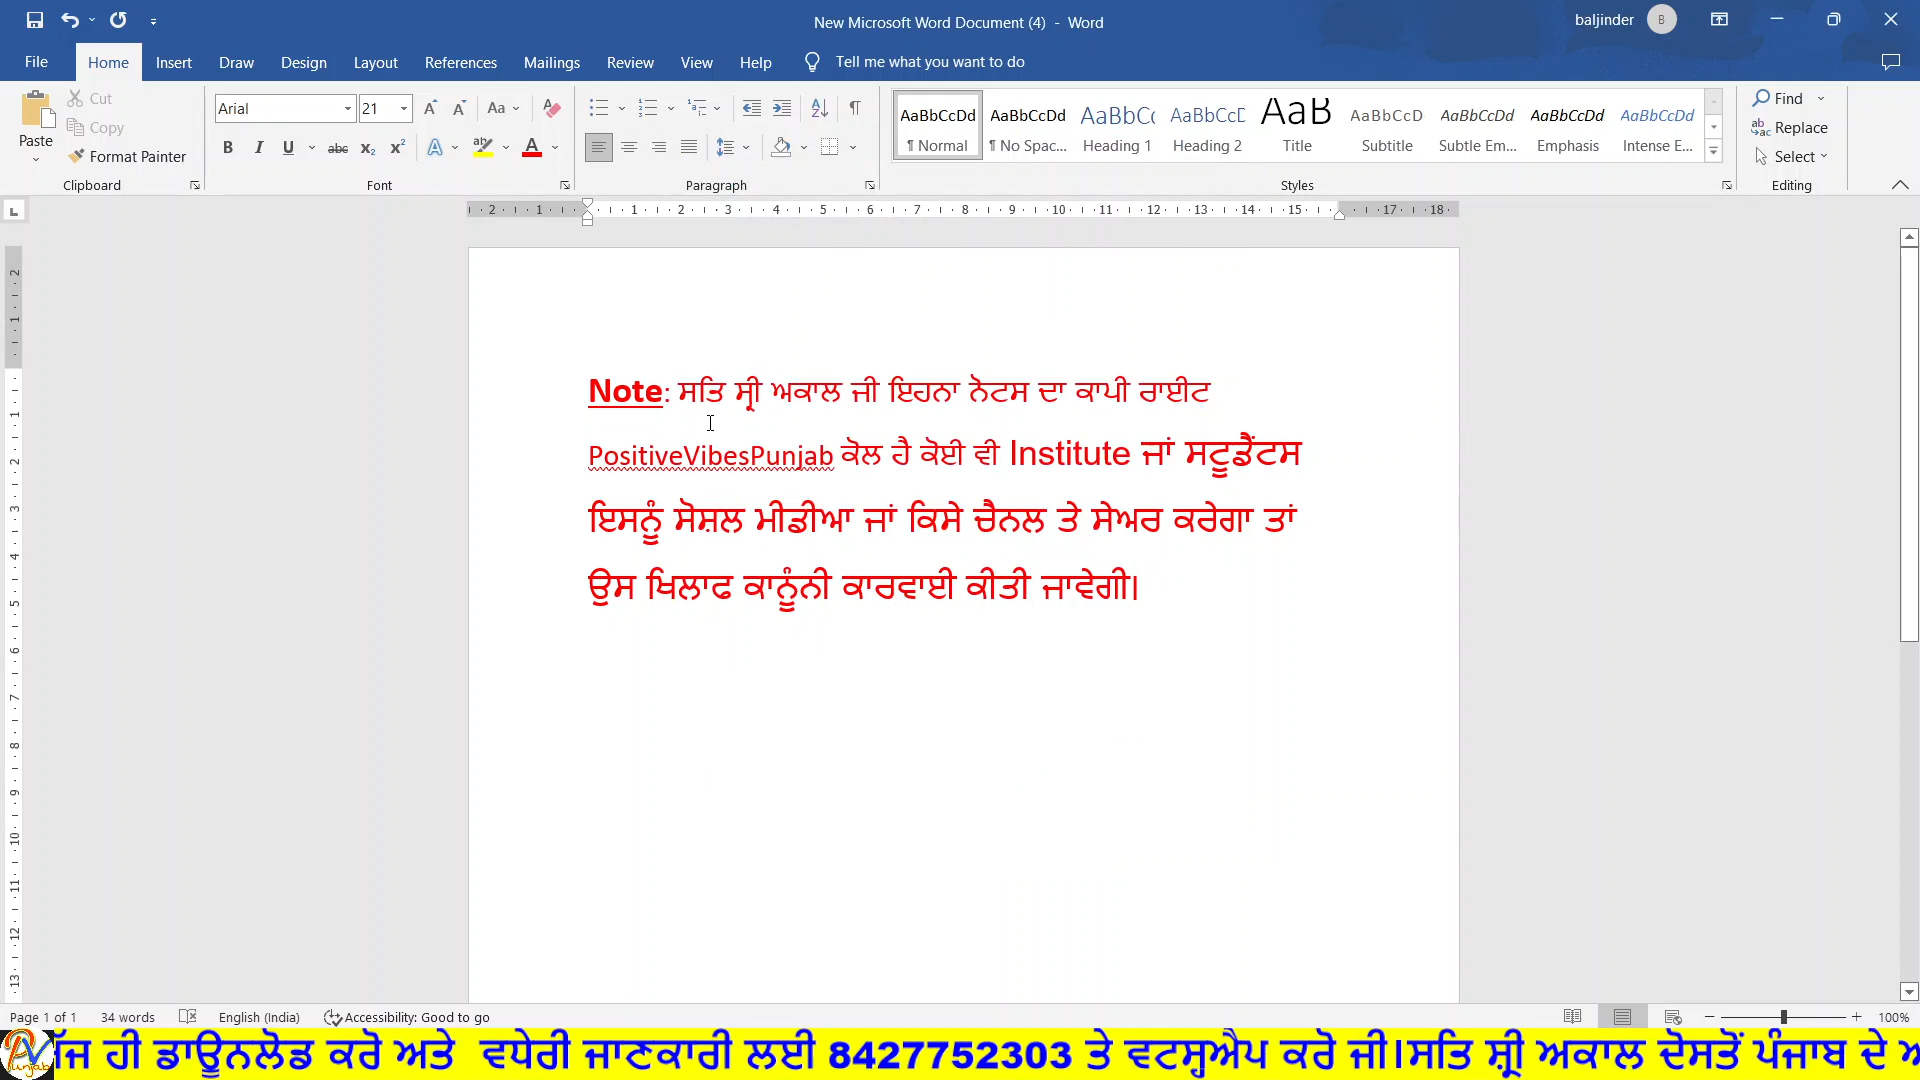 New Microsoft Word Document (4) - Word
baljinder
B
File
Home
Insert
Draw
Design
Layout
References
Mailings
Review
View
Help
Tell me what you want to do
Paste
Cut
Copy
Format Painter
Clipboard
Arial
21
Font
Paragraph
AaBbCcDd
¶ Normal
AaBbCcDd
¶ No Spac...
AaBbCc
Heading 1
AaBbCcD
Heading 2
AaB
Title
AaBbCcD
Subtitle
AaBbCcDd
Subtle Em...
AaBbCcDd
Emphasis
AaBbCcDd
Intense E...
Styles
Find
Replace
Select
Editing
Note: ਸਤਿ ਸ੍ਰੀ ਅਕਾਲ ਜੀ ਇਹਨਾ ਨੋਟਸ ਦਾ ਕਾਪੀ ਰਾਈਟ
PositiveVibesPunjab ਕੋਲ ਹੈ ਕੋਈ ਵੀ Institute ਜਾਂ ਸਟੂਡੈਂਟਸ
ਇਸਨੂੰ ਸੋਸ਼ਲ ਮੀਡੀਆ ਜਾਂ ਕਿਸੇ ਚੈਨਲ ਤੇ ਸੇਅਰ ਕਰੇਗਾ ਤਾਂ
ਉਸ ਖਿਲਾਫ ਕਾਨੂੰਨੀ ਕਾਰਵਾਈ ਕੀਤੀ ਜਾਵੇਗੀ।
Page 1 of 1
34 words
English (India)
Accessibility: Good to go
100%
ਹੀ ਡਾਊਨਲੋਡ ਕਰੋ ਅਤੇ ਵਧੇਰੀ ਜਾਣਕਾਰੀ ਲਈ 8427752303 ਤੇ ਵਟਸ੍ਹਐਪ ਕਰੋ ਜੀ।ਸਤਿ ਸ਼੍ਰੀ ਅਕਾਲ ਦੋਸਤੋਂ ਪੰਜਾਬ ਦੇ